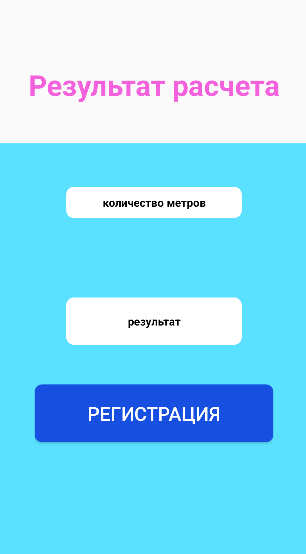 Результат расчета
количество метров
результат
РЕГИСТРАЦИЯ